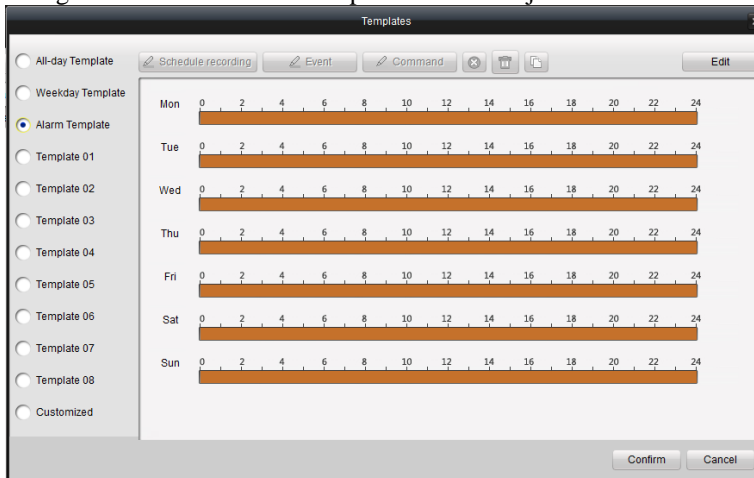 Templates
All-day Template
Schedule recording
Event
Command
Edit
Weekday Template
Alarm Template
Template 01
Template 02
Template 03
Template 04
Template 05
Template 06
Template 07
Template 08
Customized
Mon 0 2 4 6 8 10 12 14 16 18 20 22 24
Tue 0 2 4 6 8 10 12 14 16 18 20 22 24
Wed 0 2 4 6 8 10 12 14 16 18 20 22 24
Thu 0 2 4 6 8 10 12 14 16 18 20 22 24
Fri 0 2 4 6 8 10 12 14 16 18 20 22 24
Sat 0 2 4 6 8 10 12 14 16 18 20 22 24
Sun 0 2 4 6 8 10 12 14 16 18 20 22 24
Confirm
Cancel